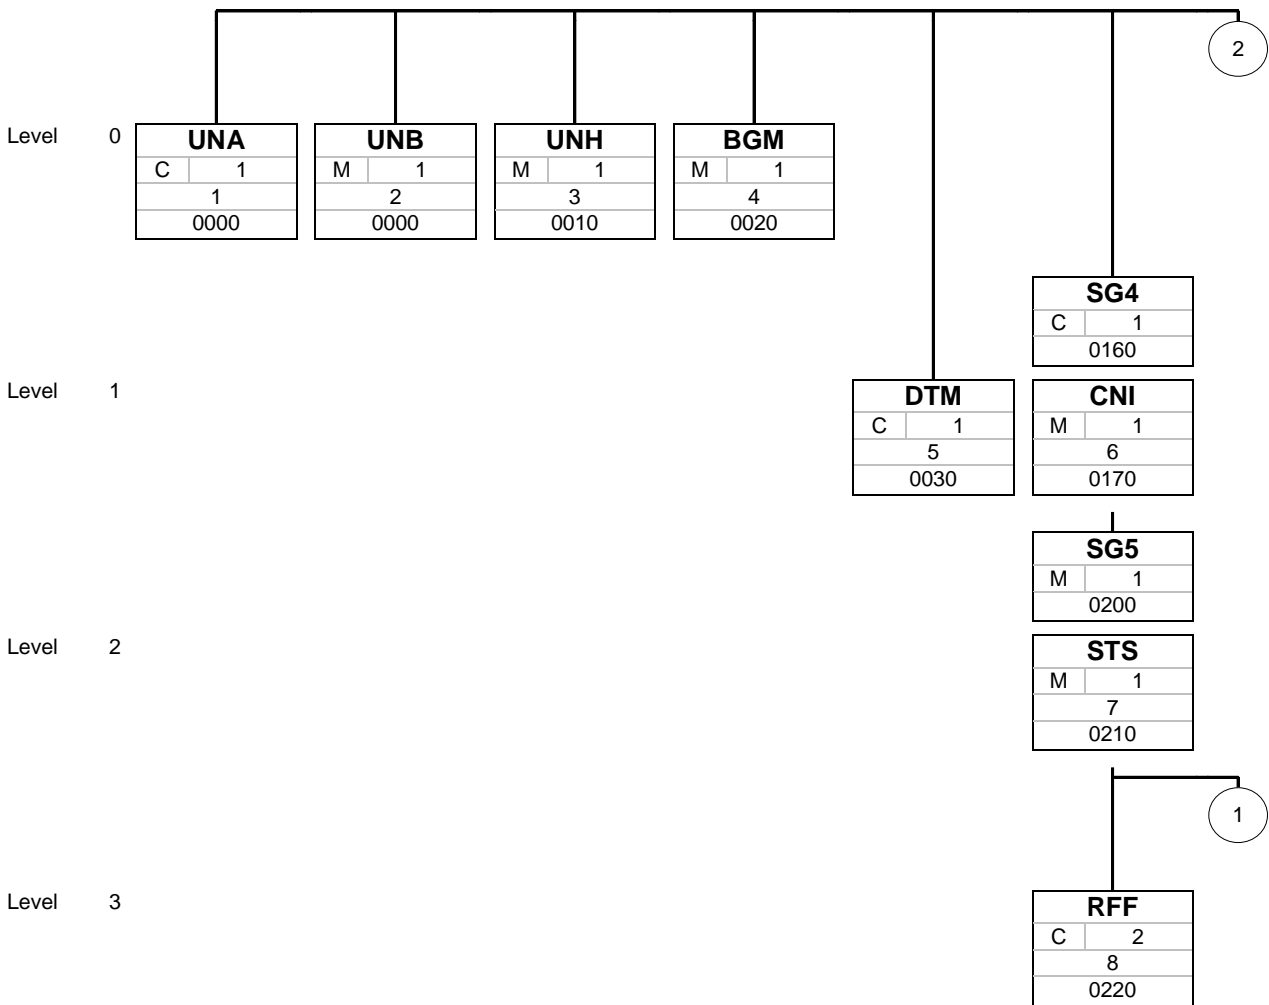 2
Level 0 UNA UNB UNH BGM
C 1 M 1 M 1 M 1
1 2 3 4
0000 0000 0010 0020
SG4
C 1
0160
Level 1 DTM CNI
C 1 M 1
5 6
0030 0170
SG5
M 1
0200
Level 2 STS
M 1
7
0210
1
Level 3 RFF
C 2
8
0220